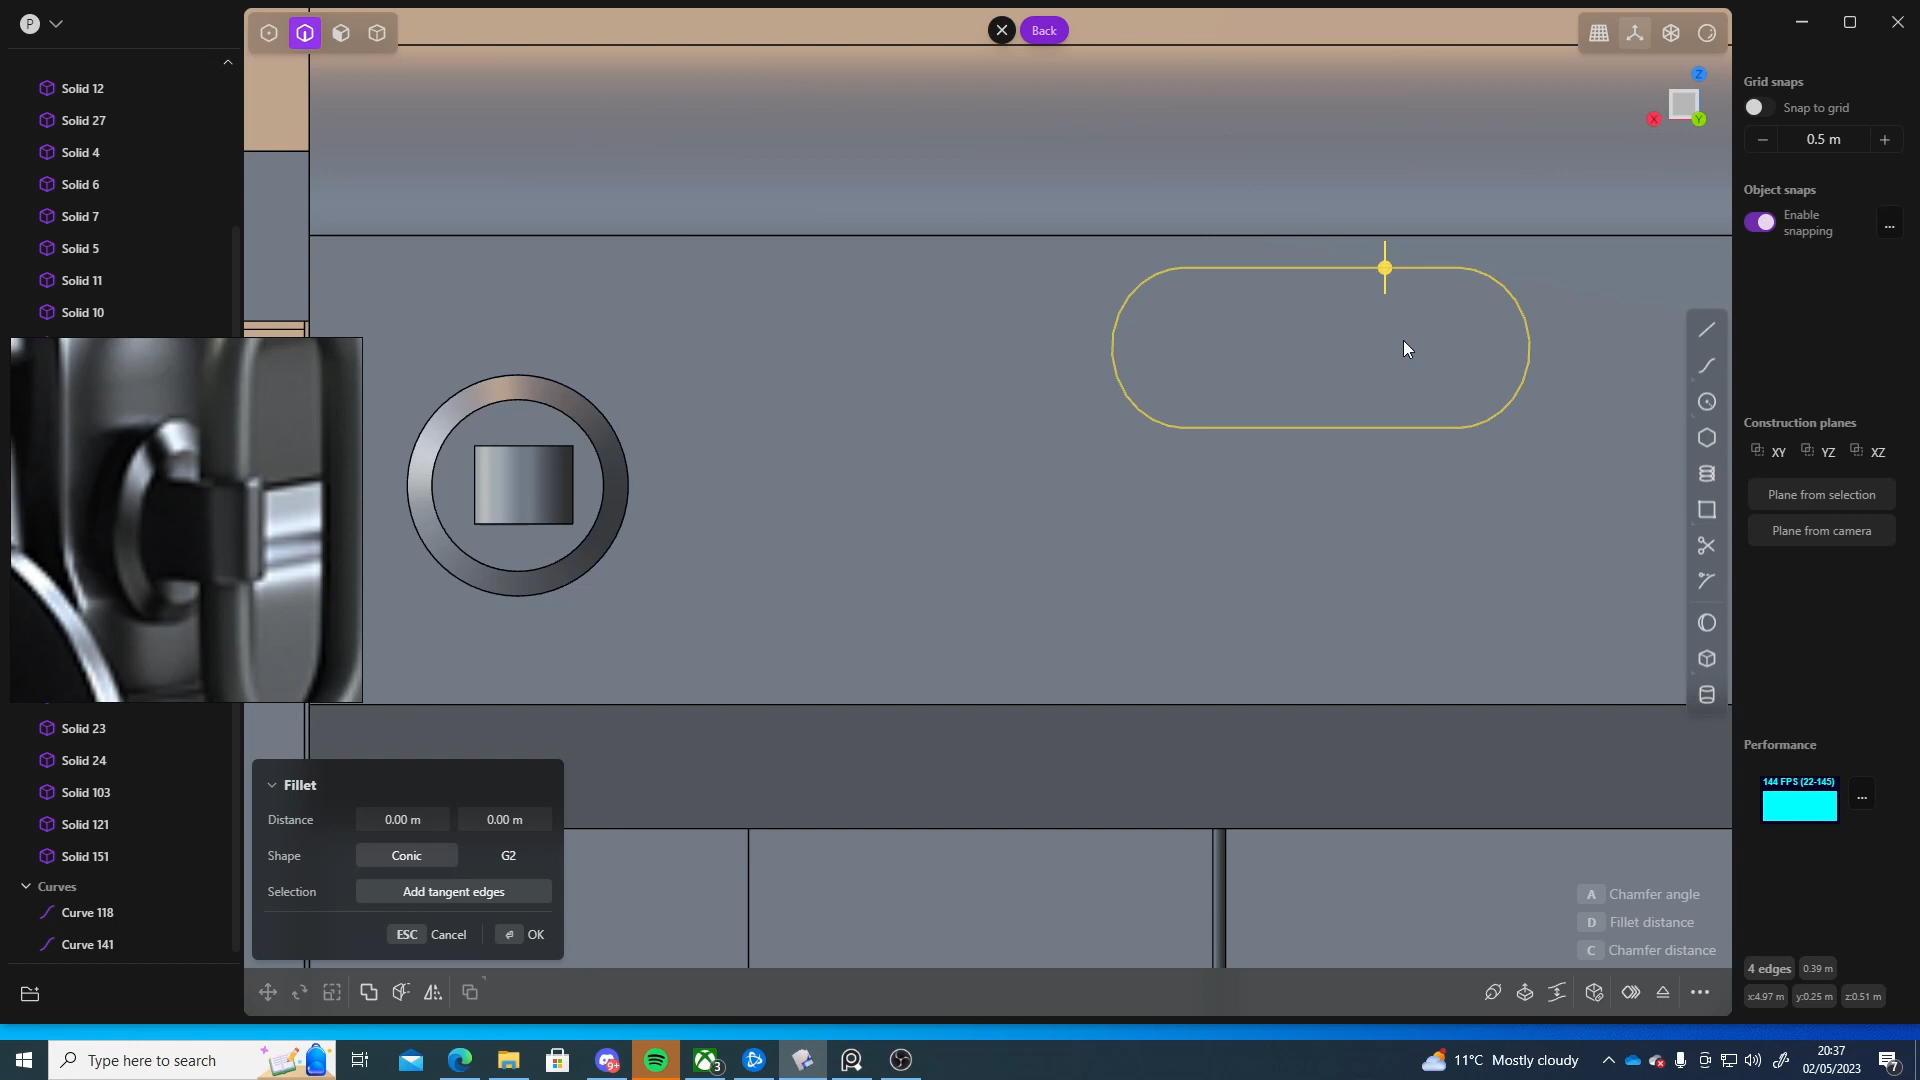 P
Solid 12
Solid 27
Solid 4
Solid 6
Solid 7
Solid 5
Solid 11
Solid 10
Solid 23
Solid 24
Solid 103
Solid 121
Solid 151
Curves
Curve 118
Curve 141
Back
Z
X
Y
Grid snaps
Snap to grid
0.5 m
Object snaps
Enable
snapping
...
Construction planes
XY YZ XZ
Plane from selection
Plane from camera
Performance
144 FPS (22-145)
...
Fillet
Distance 0.00 m 0.00 m
Shape Conic G2
Selection Add tangent edges
ESC Cancel OK
A Chamfer angle
D Fillet distance
C Chamfer distance
4 edges 0.39 m
x:4.97 m y:0.25 m z:0.51 m
Type here to search
9+
3
11°C Mostly cloudy
20:37
02/05/2023
7